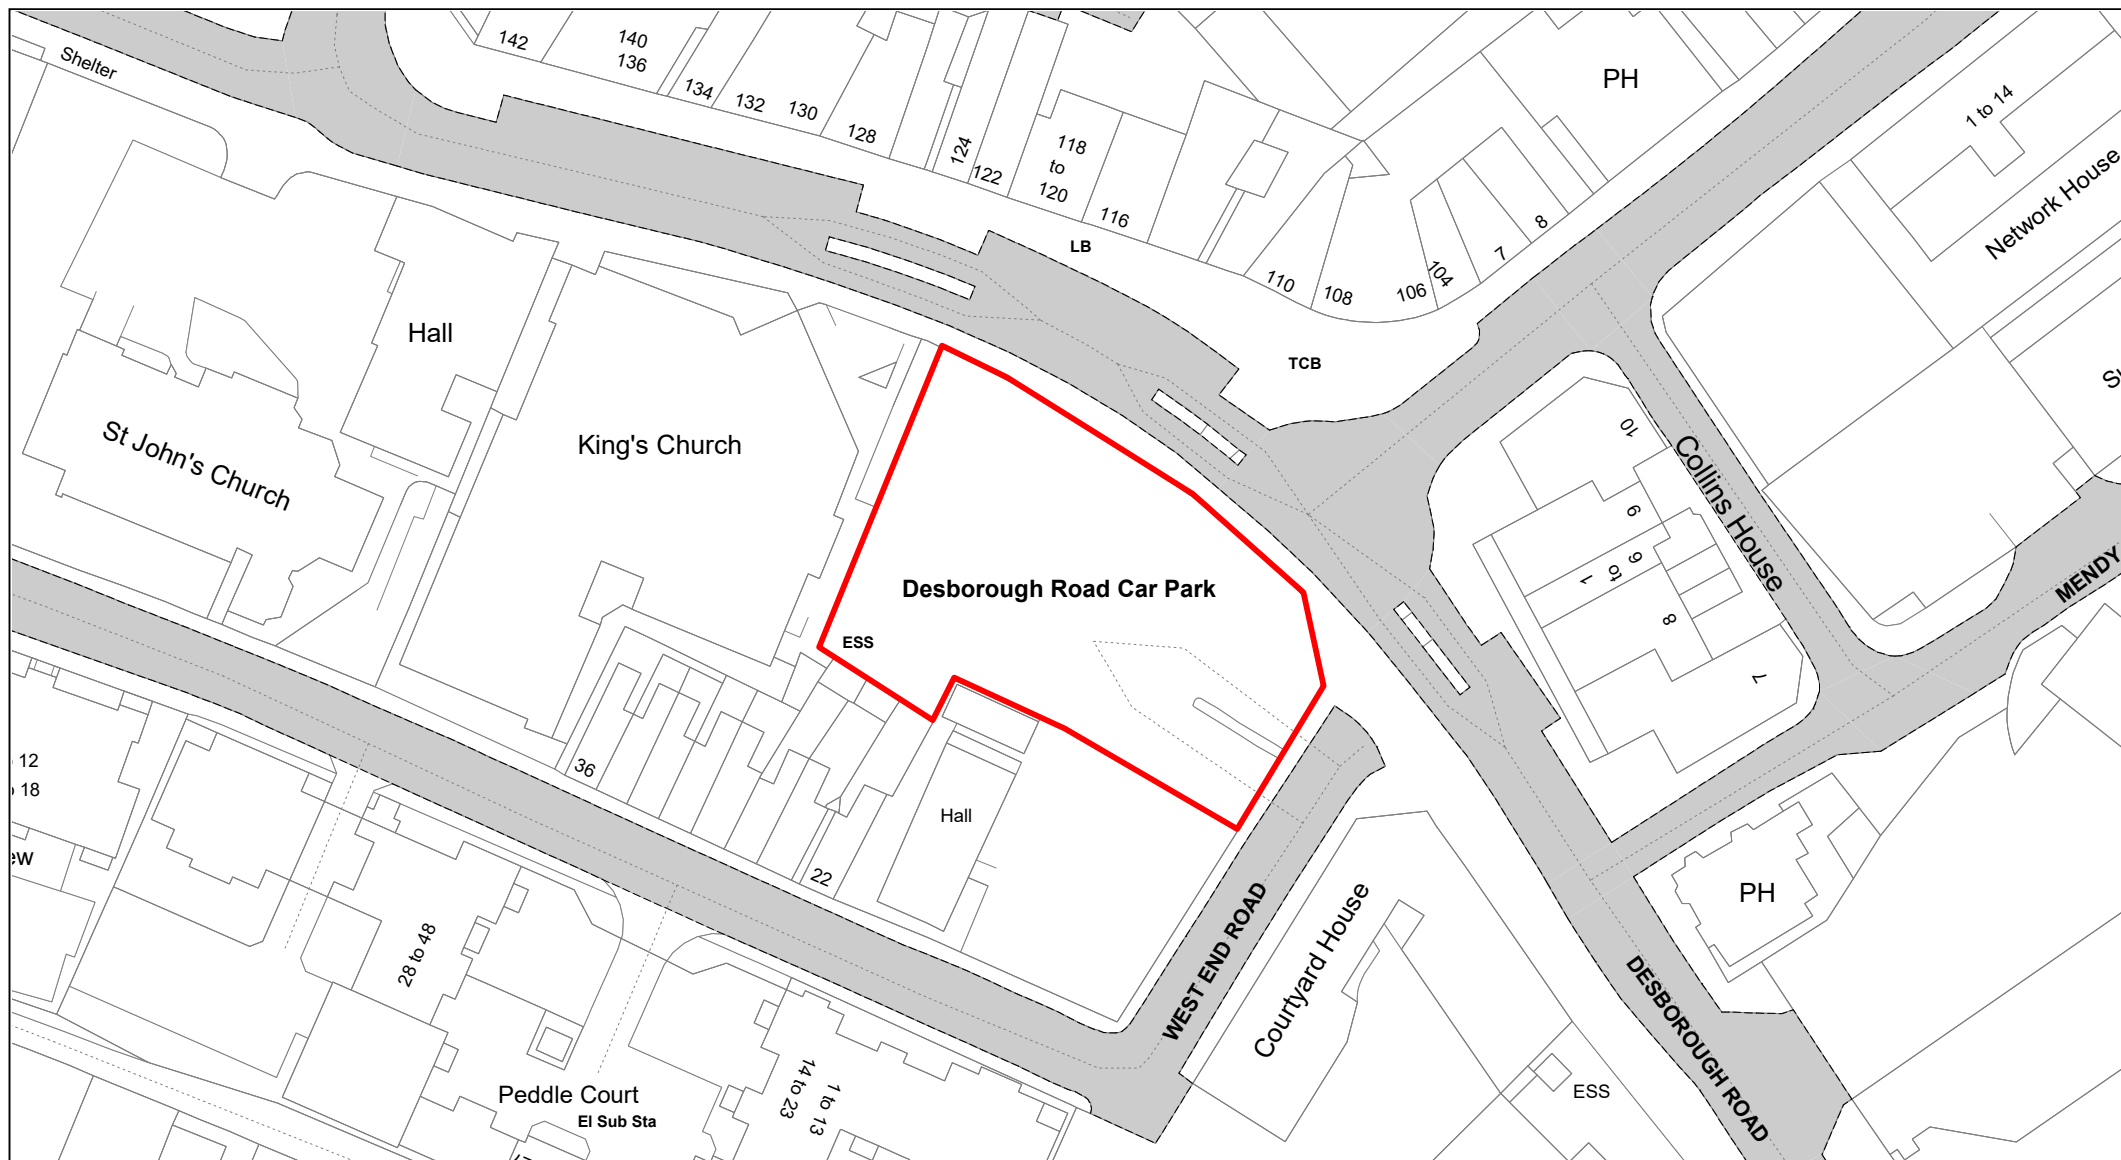 Shelter
142
140
136
134
132
130
128
124
122
118
to
120
116
LB
110
108
106
104
7
8
PH
1 to 14
Network House
TCB
Hall
St John's Church
King's Church
Desborough Road Car Park
ESS
10
9
1 to 6
8
7
Collins House
MENDY
36
22
Hall
12
18
28 to 48
WEST END ROAD
Courtyard House
PH
DESBOROUGH ROAD
ESS
Peddle Court
El Sub Sta
1 to 13
14 to 23